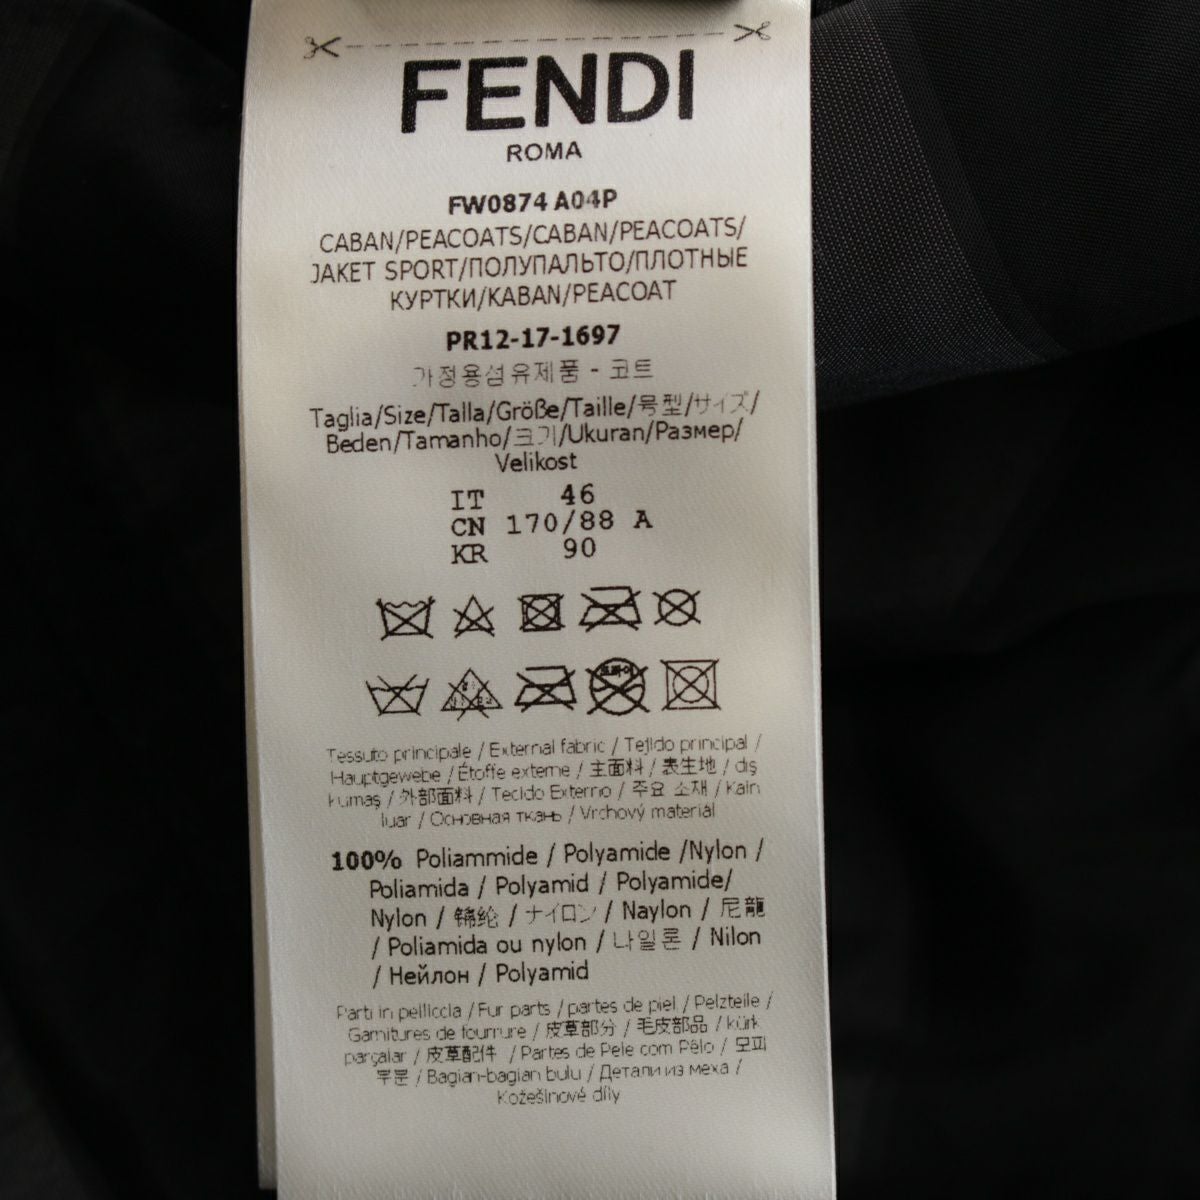 FENDI
ROMA
FW0874 A04P
CABAN/PEACOATS/CABAN/PEACOATS/
JAKET SPORT/ПОЛУПАЛЬТО/ПЛОТНЫЕ
КУРТКИ/KABAN/PEACOAT
PR12-17-1697
가정용섬유제품 - 코트
Taglia/Size/Talla/Größe/Taille/号型/サイズ/
Beden/Tamanho/크기/Ukuran/Размер/
Velikost
IT 46
CN 170/88 A
KR 90
Tessuto principale / External fabric / Tejido principal /
Hauptgewebe / Étoffe externe / 主面料 / 表生地 / dış
kumaş / 外部面料 / Tecido Externo / 주요 소재 / Kain
luar / Основная ткань / Vrchový materiál
100% Poliammide / Polyamide /Nylon /
Poliamida / Polyamid / Polyamide/
Nylon / 锦纶 / ナイロン / Naylon / 尼龍
/ Poliamida ou nylon / 나일론 / Nilon
/ Нейлон / Polyamid
Parti in pelliccia / Fur parts / partes de piel / Pelzteile /
Garnitures de fourrure / 皮草部分 / 毛皮部品 / kürk
parçalar / 皮草配件 / Partes de Pele com Pêlo / 모피
부분 / Bagian-bagian bulu / Детали из меха /
Kožešinové díly